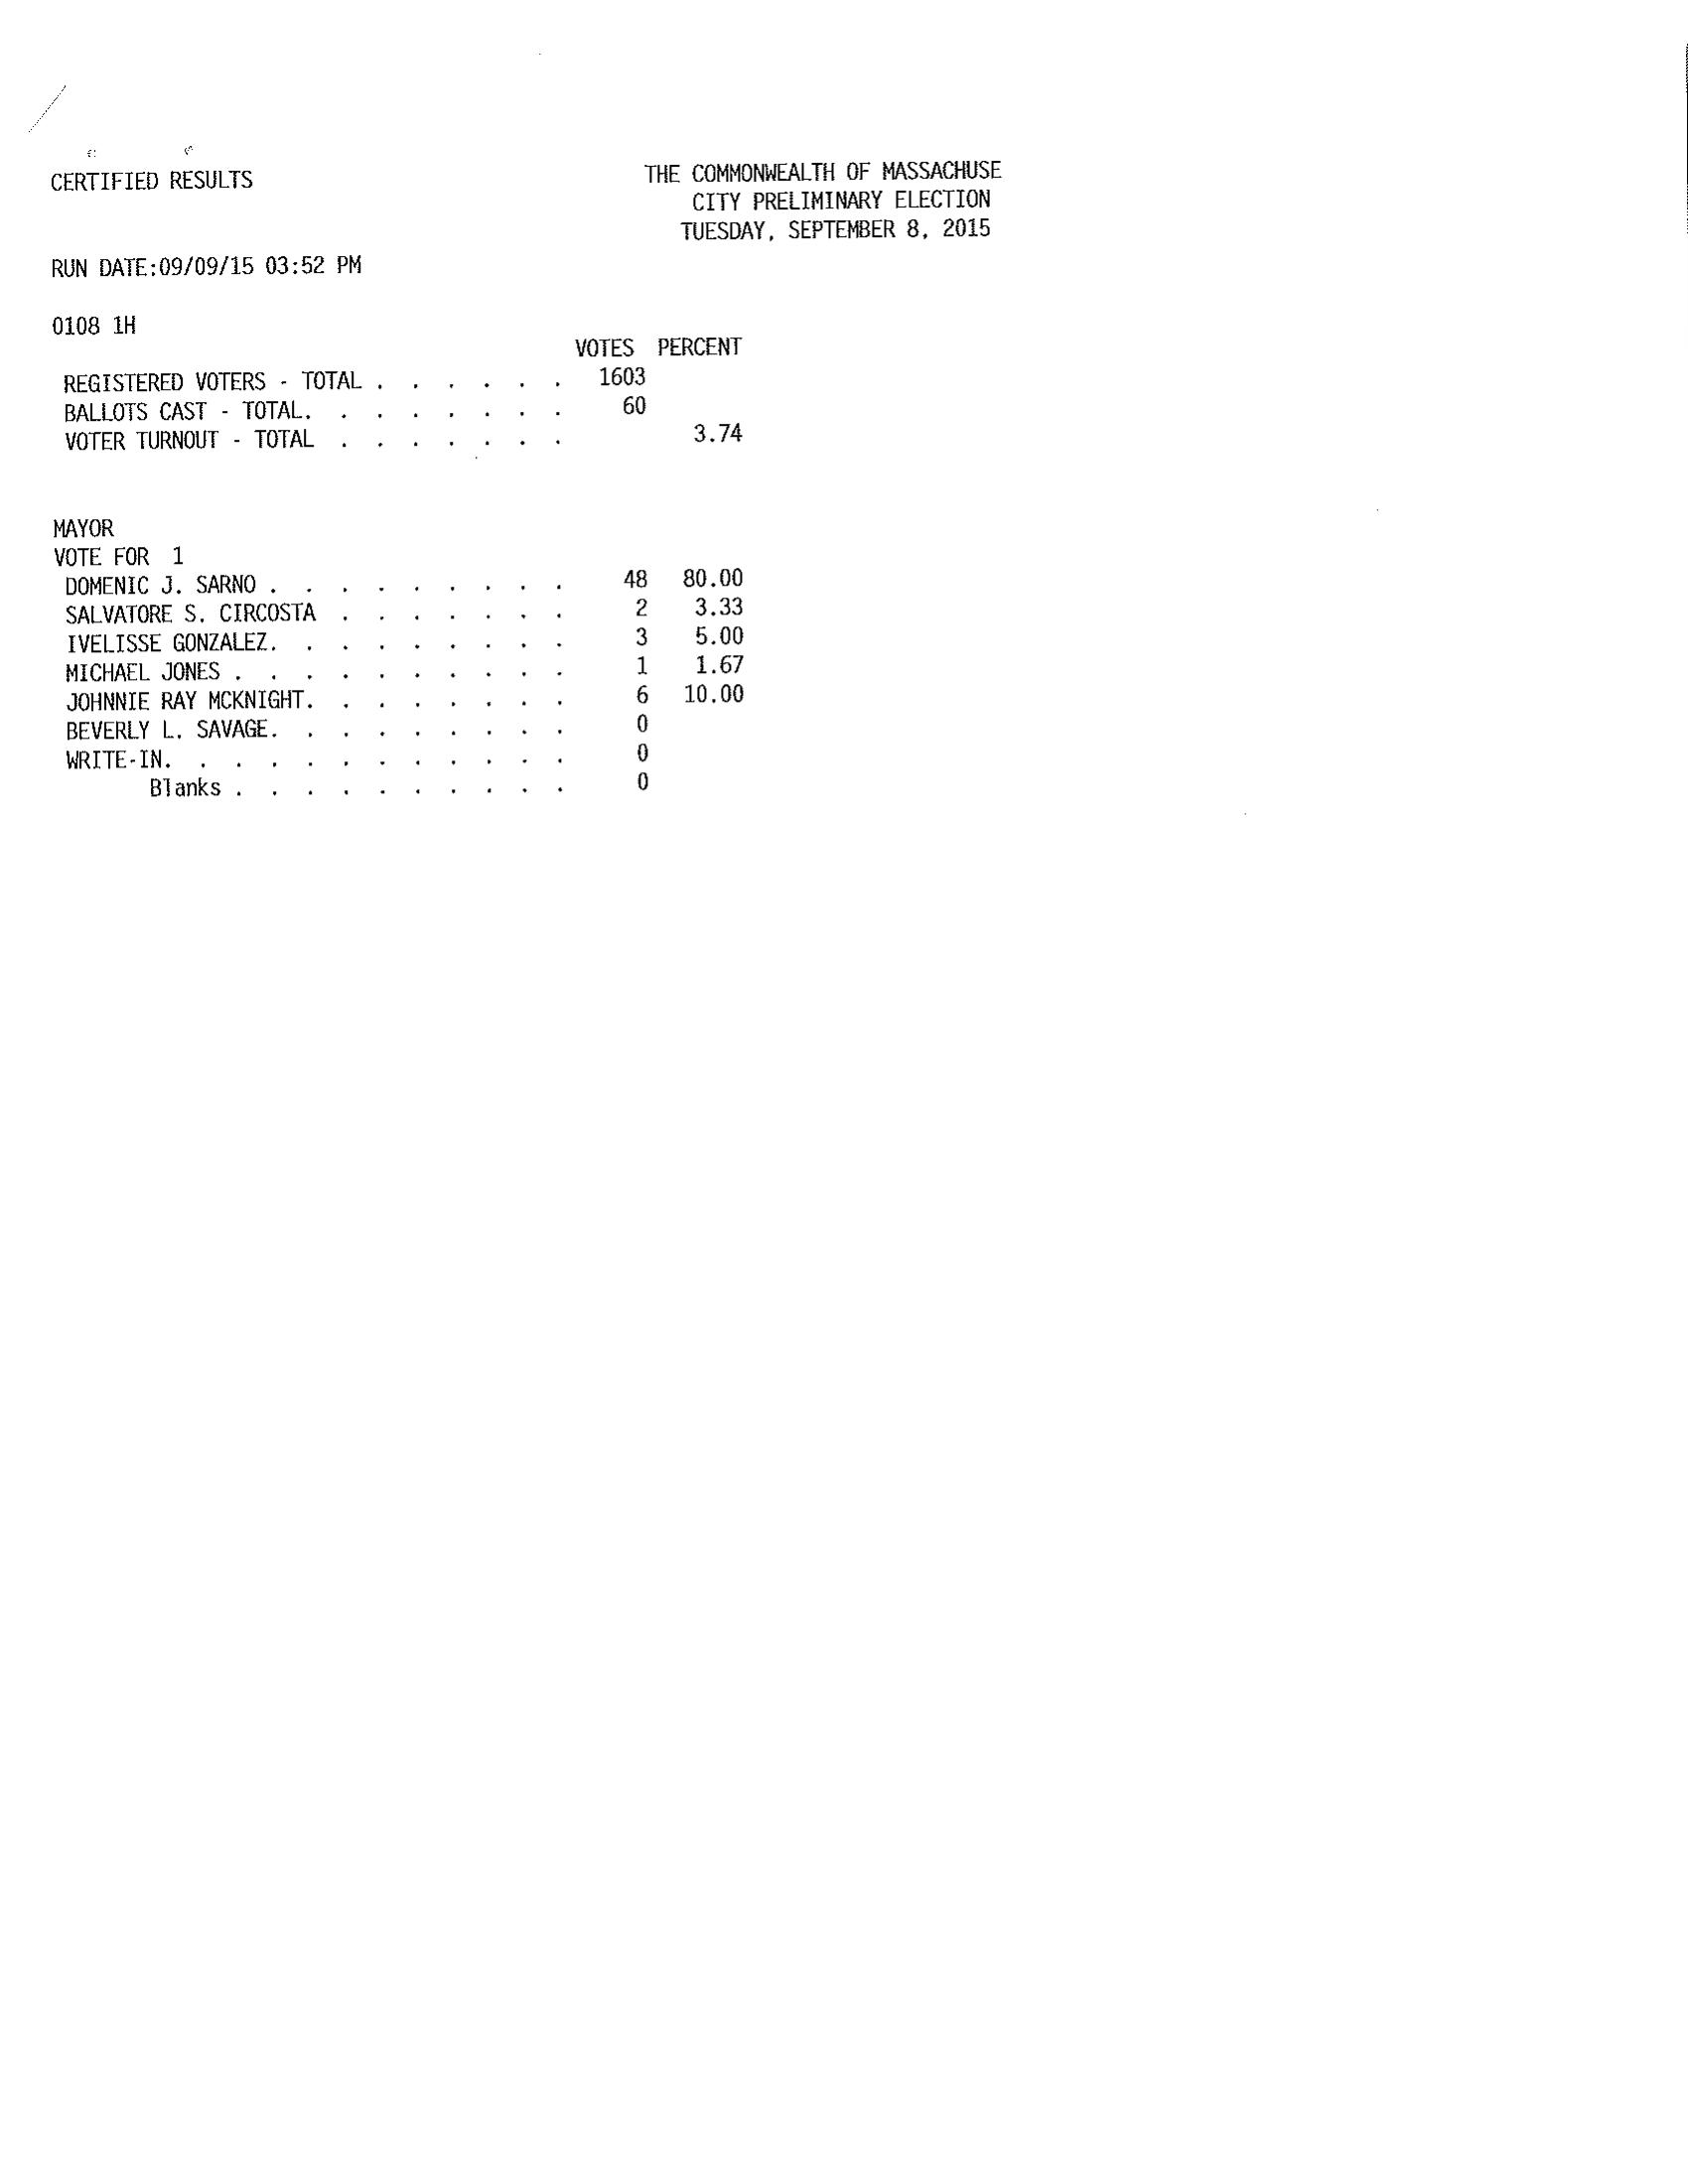 CERTIFIED RESULTS
THE COMMONWEALTH OF MASSACHUSE
CITY PRELIMINARY ELECTION
TUESDAY, SEPTEMBER 8, 2015
RUN DATE:09/09/15 03:52 PM
0108 1H
VOTES PERCENT
REGISTERED VOTERS - TOTAL . . . . . . 1603
BALLOTS CAST - TOTAL. . . . . . . . 60
VOTER TURNOUT - TOTAL . . . . . . . 3.74
MAYOR
VOTE FOR 1
DOMENIC J. SARNO . . . . . . . . . 48 80.00
SALVATORE S. CIRCOSTA . . . . . . . 2 3.33
IVELISSE GONZALEZ. . . . . . . . . 3 5.00
MICHAEL JONES . . . . . . . . . . 1 1.67
JOHNNIE RAY MCKNIGHT. . . . . . . . 6 10.00
BEVERLY L. SAVAGE. . . . . . . . . 0
WRITE-IN. . . . . . . . . . . . 0
Blanks . . . . . . . . . . 0